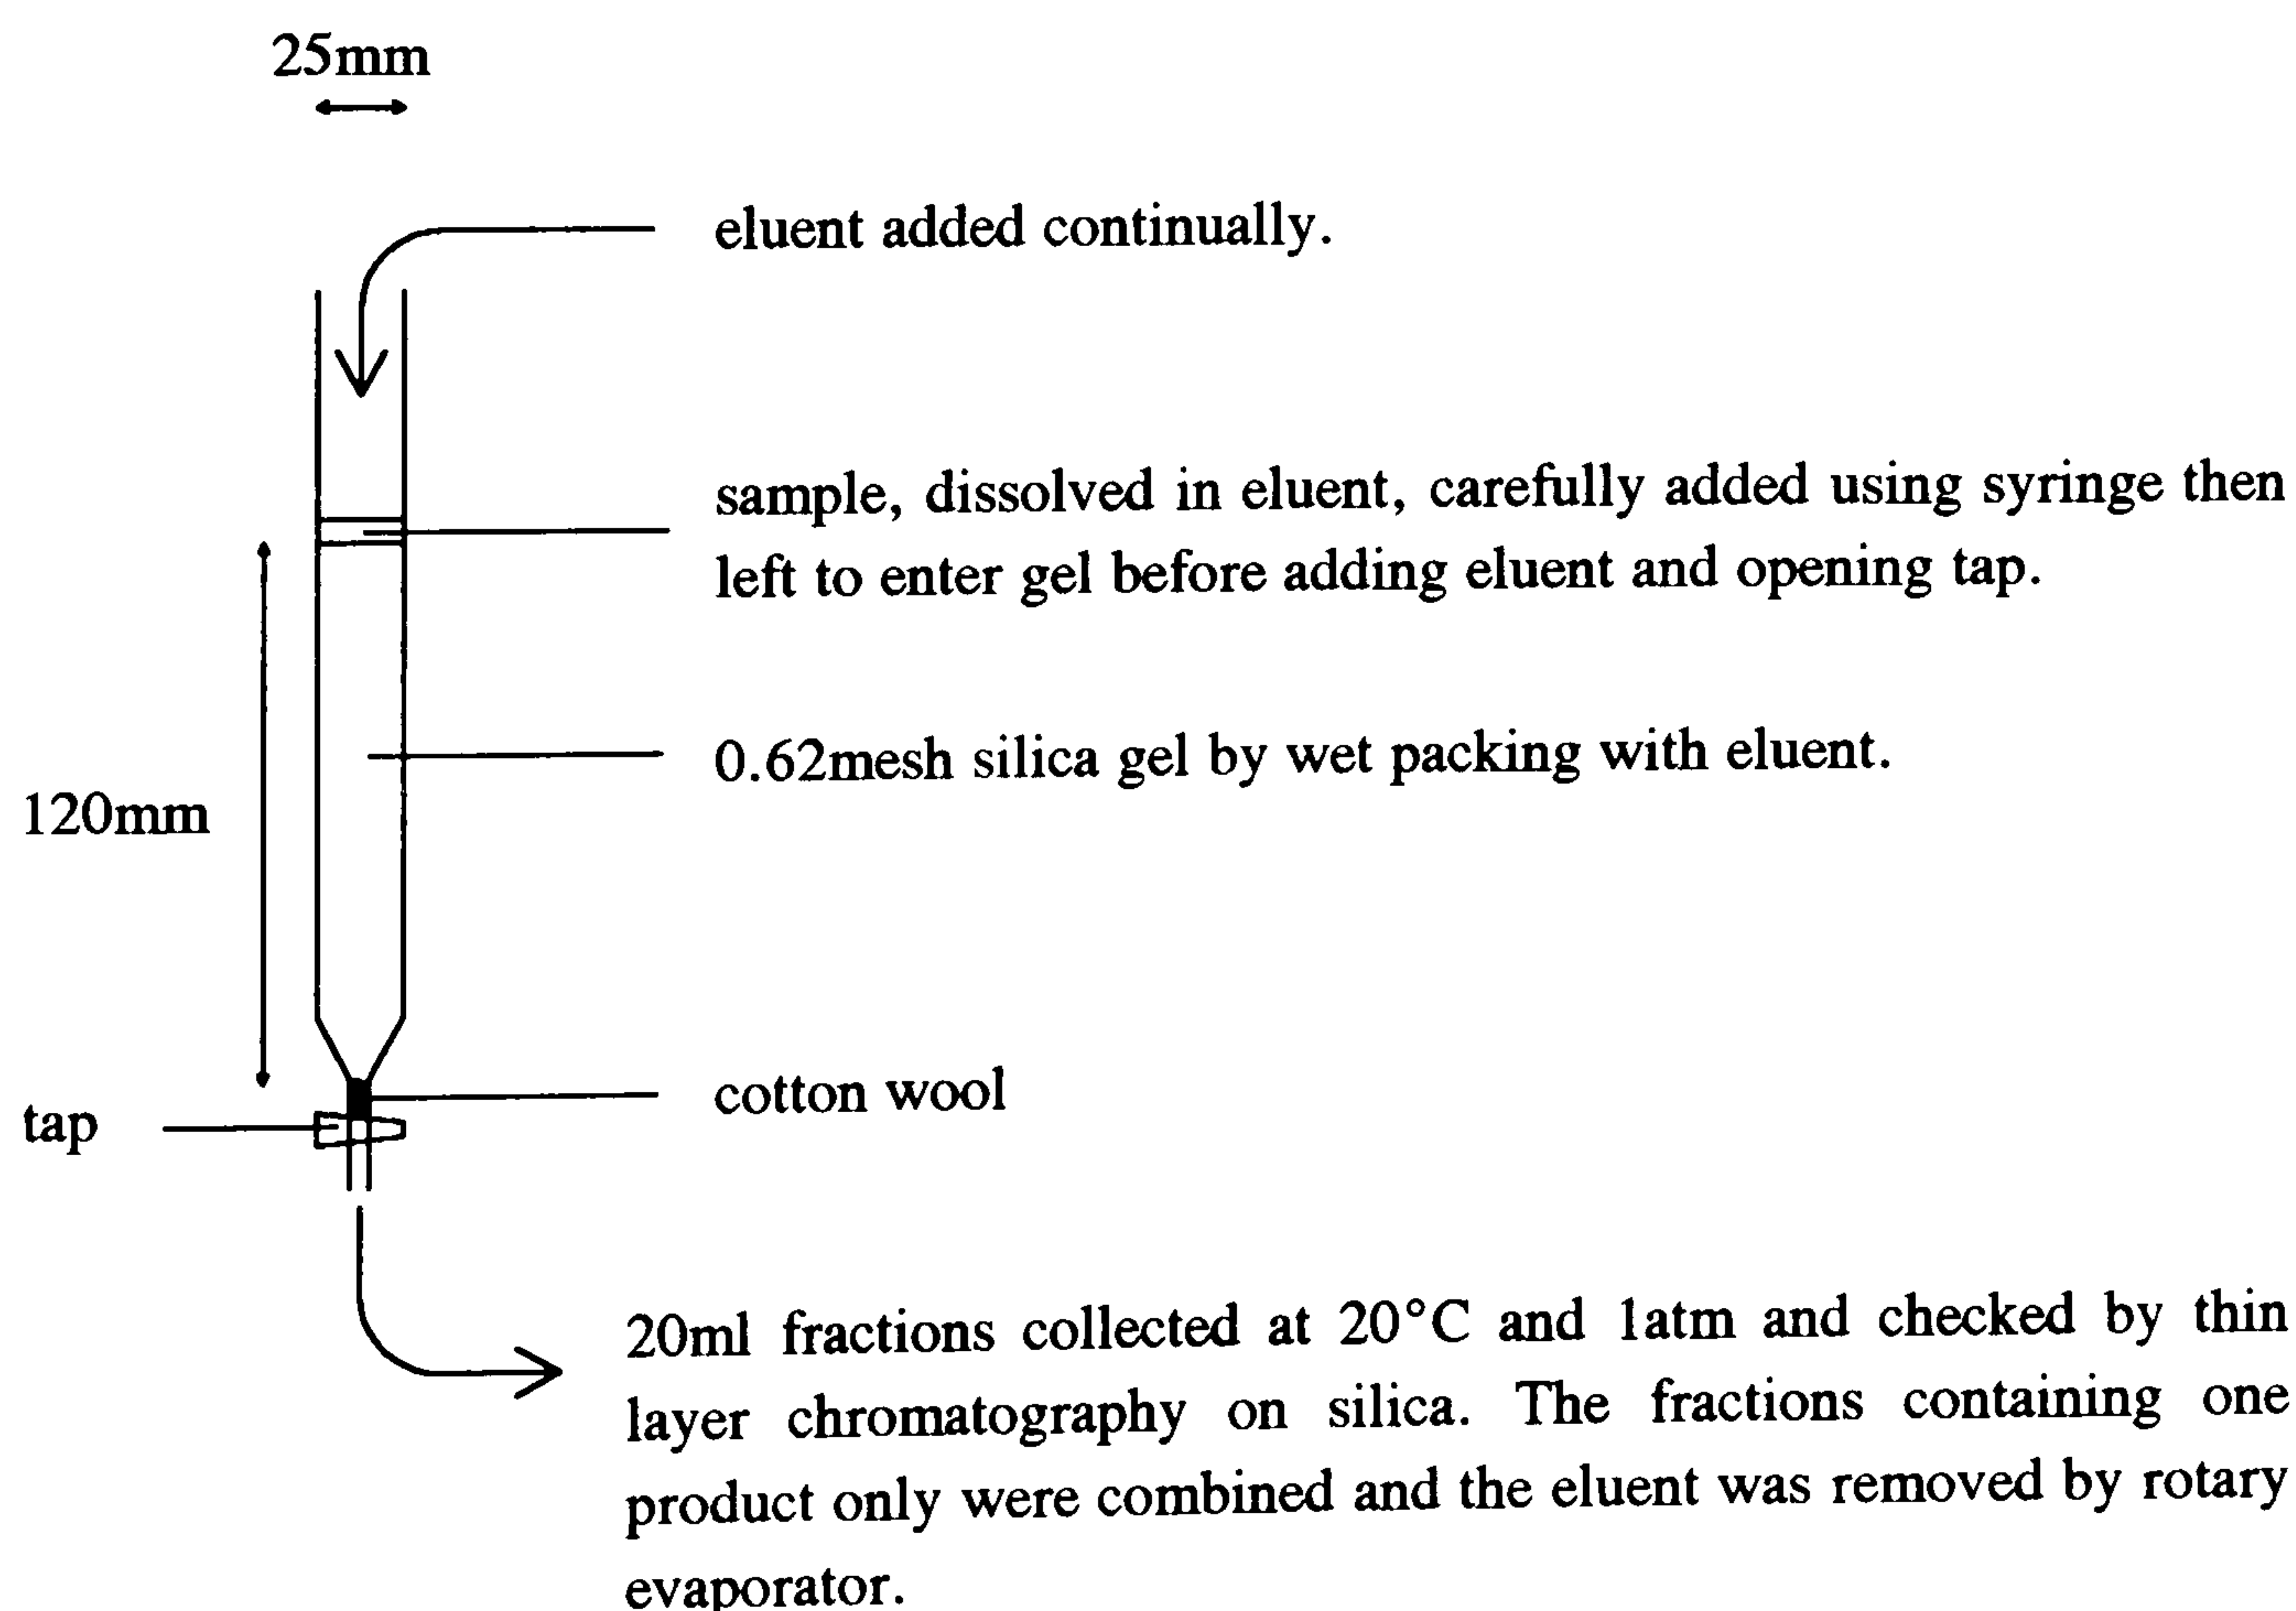 25mm
eluent added continually.
sample, dissolved in eluent, carefully added using syringe then
left to enter gel before adding eluent and opening tap.
0.62mesh silica gel by wet packing with eluent.
120mm
cotton wool
tap
20ml fractions collected at 20°C and 1atm and checked by thin
layer chromatography on silica. The fractions containing one
product only were combined and the eluent was removed by rotary
evaporator.